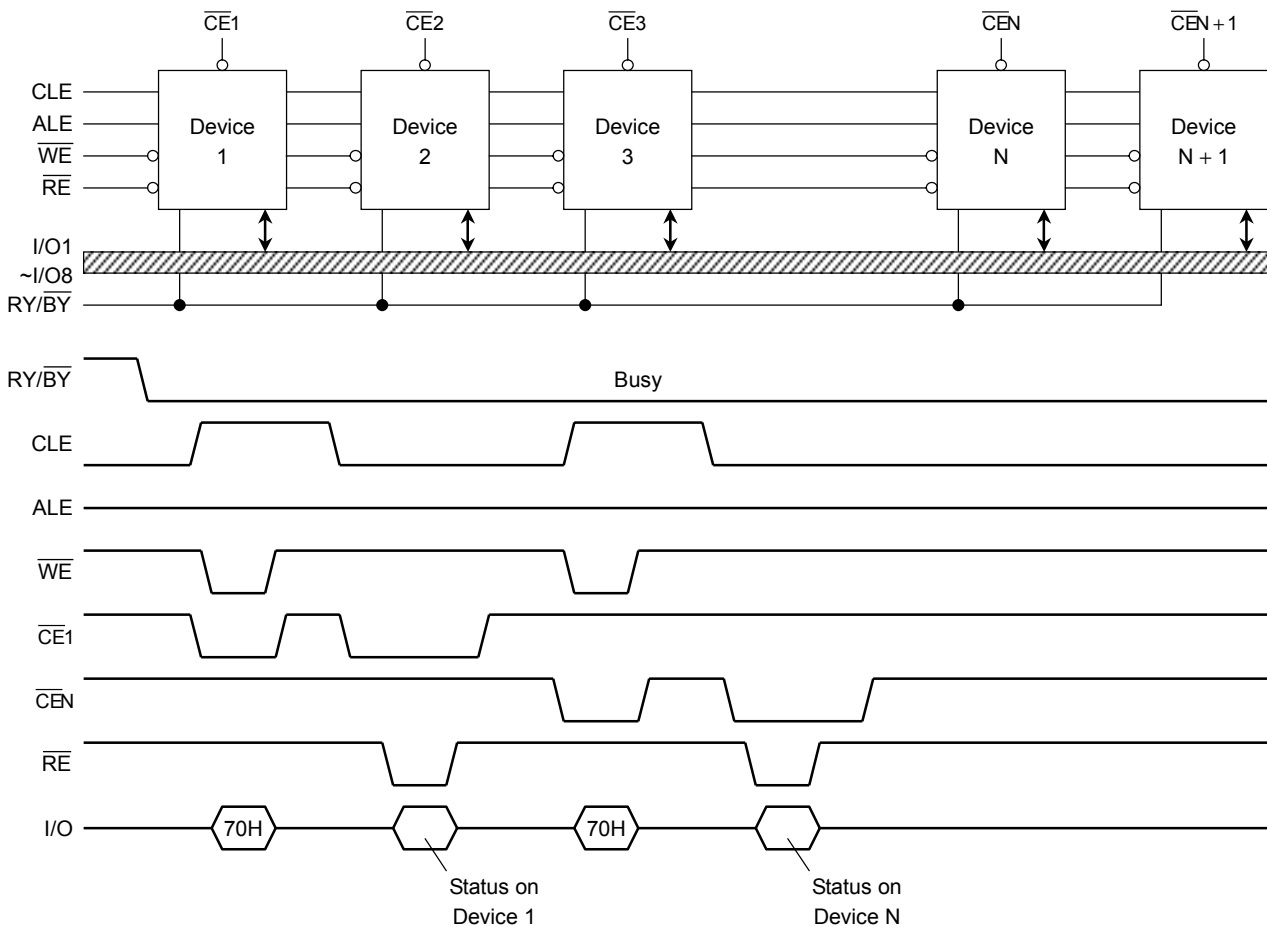 CE1 CE2 CE3 CEN CEN + 1
CLE
ALE
WE
RE
Device 1
Device 2
Device 3
Device N
Device N + 1
I/O1
~I/O8
RY/BY
RY/BY
Busy
CLE
ALE
WE
CE1
CEN
RE
I/O
70H
70H
Status on
Device 1
Status on
Device N